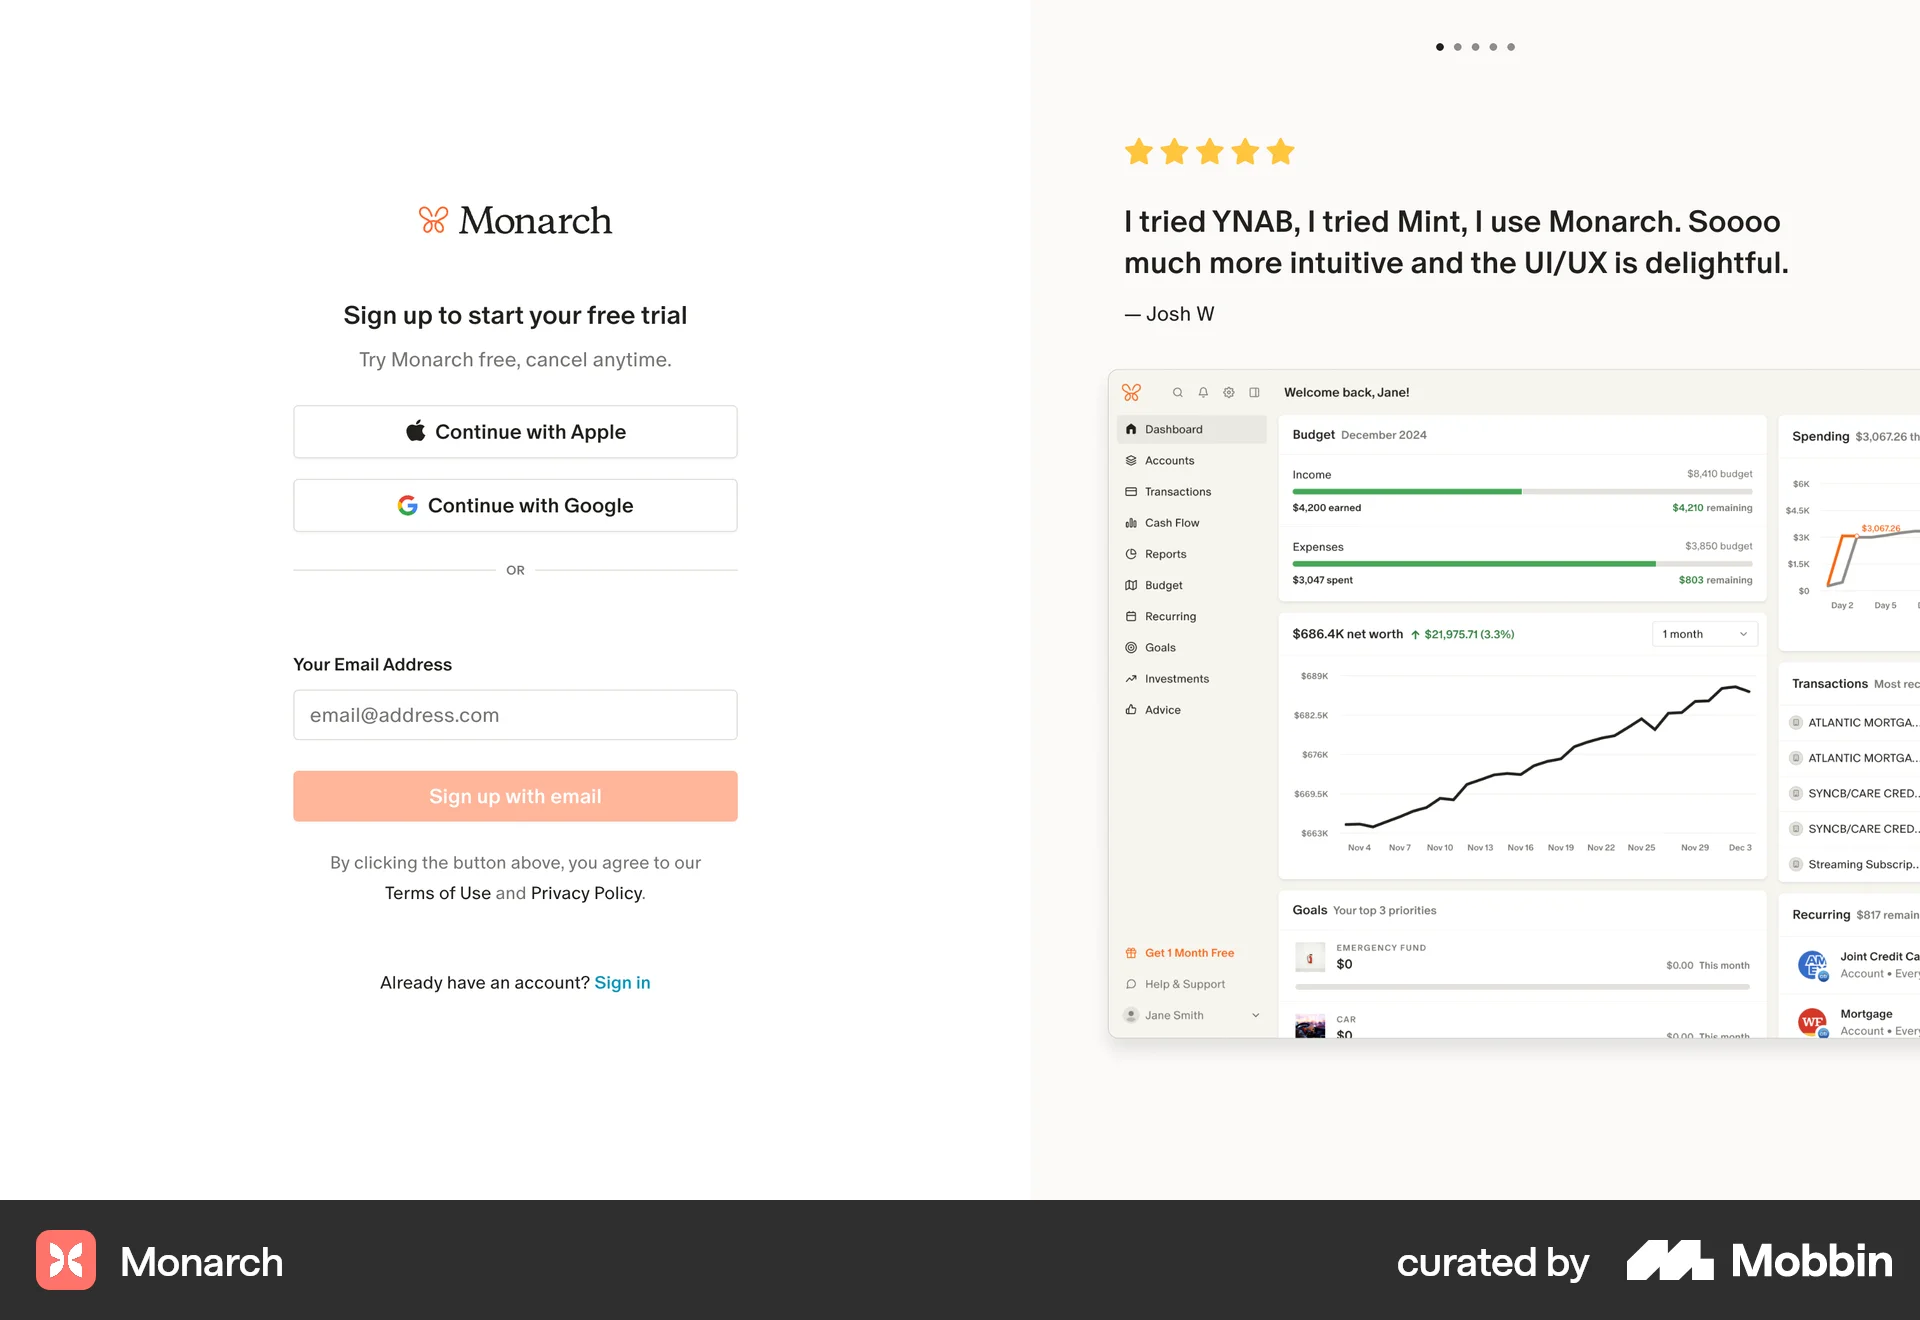 Monarch
Sign up to start your free trial
Try Monarch free, cancel anytime.
Continue with Apple
Continue with Google
OR
Your Email Address
email@address.com
Sign up with email
By clicking the button above, you agree to our
Terms of Use and Privacy Policy.
Already have an account? Sign in
I tried YNAB, I tried Mint, I use Monarch. Soooo
much more intuitive and the UI/UX is delightful.
— Josh W
Welcome back, Jane!
Dashboard
Accounts
Transactions
Cash Flow
Reports
Budget
Recurring
Goals
Investments
Advice
Get 1 Month Free
Help & Support
Jane Smith
Budget December 2024
Income $8,410 budget
$4,200 earned $4,210 remaining
Expenses $3,850 budget
$3,047 spent $803 remaining
$686.4K net worth $21,975.71 (3.3%) 1 month
$689K
$682.5K
$676K
$669.5K
$663K
Nov 4 Nov 7 Nov 10 Nov 13 Nov 16 Nov 19 Nov 22 Nov 25 Nov 29 Dec 3
Goals Your top 3 priorities
EMERGENCY FUND
$0 $0.00 This month
CAR
$0 $0.00 This month
Spending $3,067.26 th
$6K
$4.5K
$3,067.26
$3K
$1.5K
$0
Day 2 Day 5
Transactions Most rec
ATLANTIC MORTGA...
ATLANTIC MORTGA...
SYNCB/CARE CRED...
SYNCB/CARE CRED...
Streaming Subscrip...
Recurring $817 remain
AM
EX
Joint Credit Ca
Account • Every
WF
Mortgage
Account • Every
Monarch
curated by Mobbin